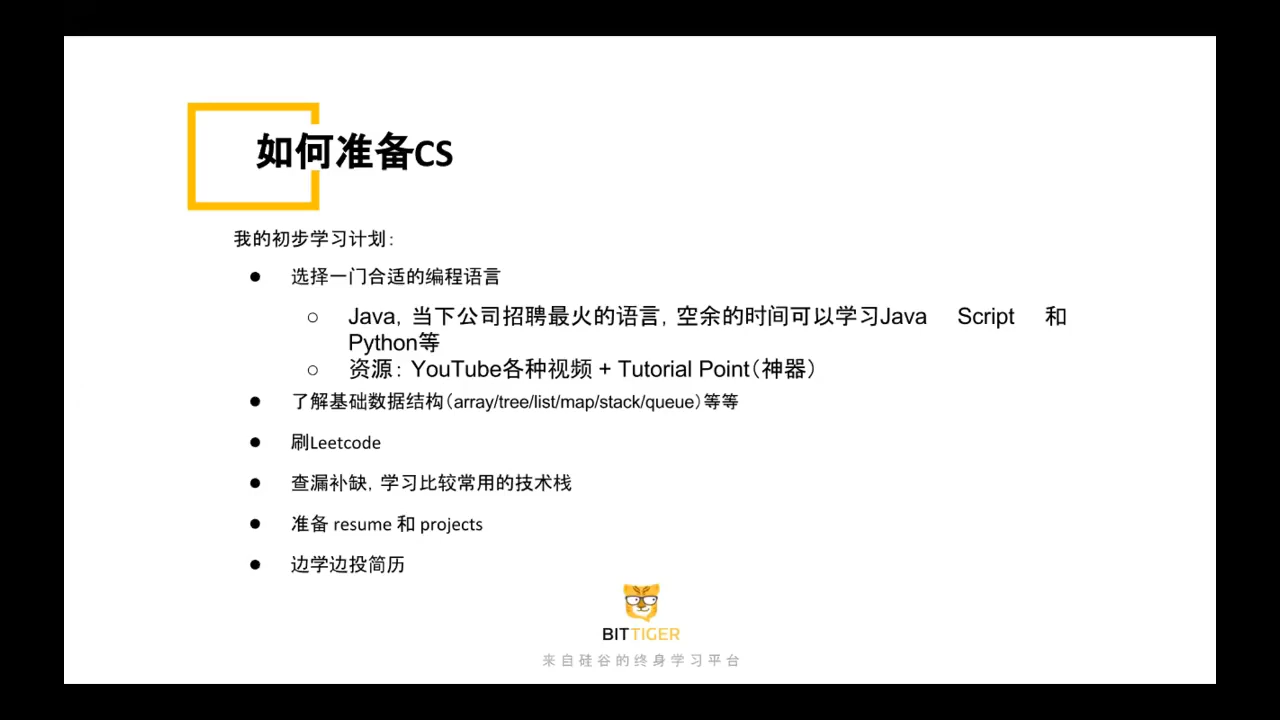 如何准备CS
我的初步学习计划：
● 选择一门合适的编程语言
○ Java，当下公司招聘最火的语言，空余的时间可以学习Java Script 和
Python等
○ 资源：YouTube各种视频 + Tutorial Point（神器）
● 了解基础数据结构（array/tree/list/map/stack/queue）等等
● 刷Leetcode
● 查漏补缺，学习比较常用的技术栈
● 准备 resume 和 projects
● 边学边投简历
BITTIGER
来自硅谷的终身学习平台